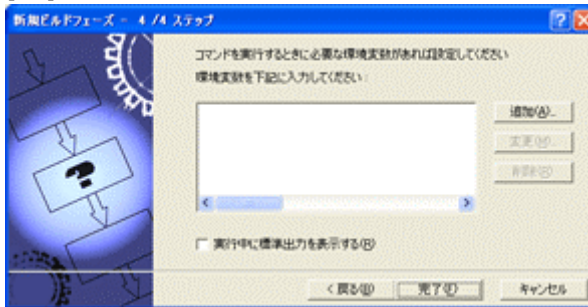 新規ビルドフェーズ - 4 /4 ステップ
コマンドを実行するときに必要な環境変数があれば設定してください
環境変数を下記に入力してください:
追加(A)...
変更(M)...
削除(R)
実行中に標準出力を表示する(R)
< 戻る(B)
完了(F)
キャンセル